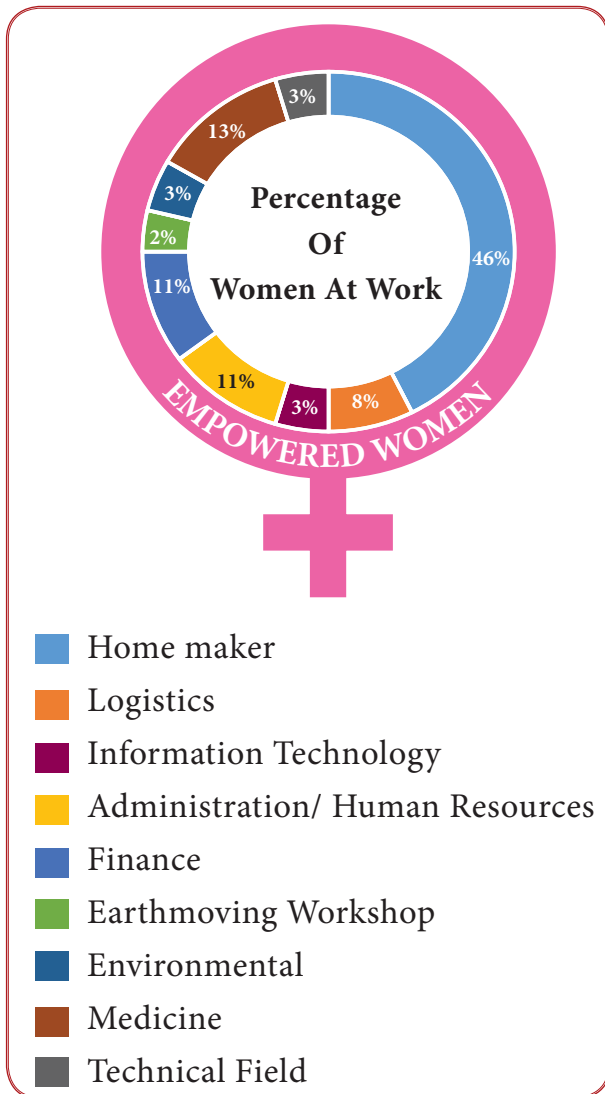 3%
13%
3%
2%
11%
11%
3%
8%
46%
Percentage
Of
Women At Work
EMPOWERED WOMEN
Home maker
Logistics
Information Technology
Administration/ Human Resources
Finance
Earthmoving Workshop
Environmental
Medicine
Technical Field